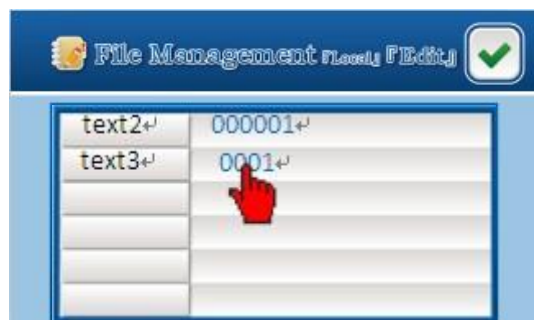 File Management『Local』『Edit』
text2↵ 000001↵
text3↵ 0001↵